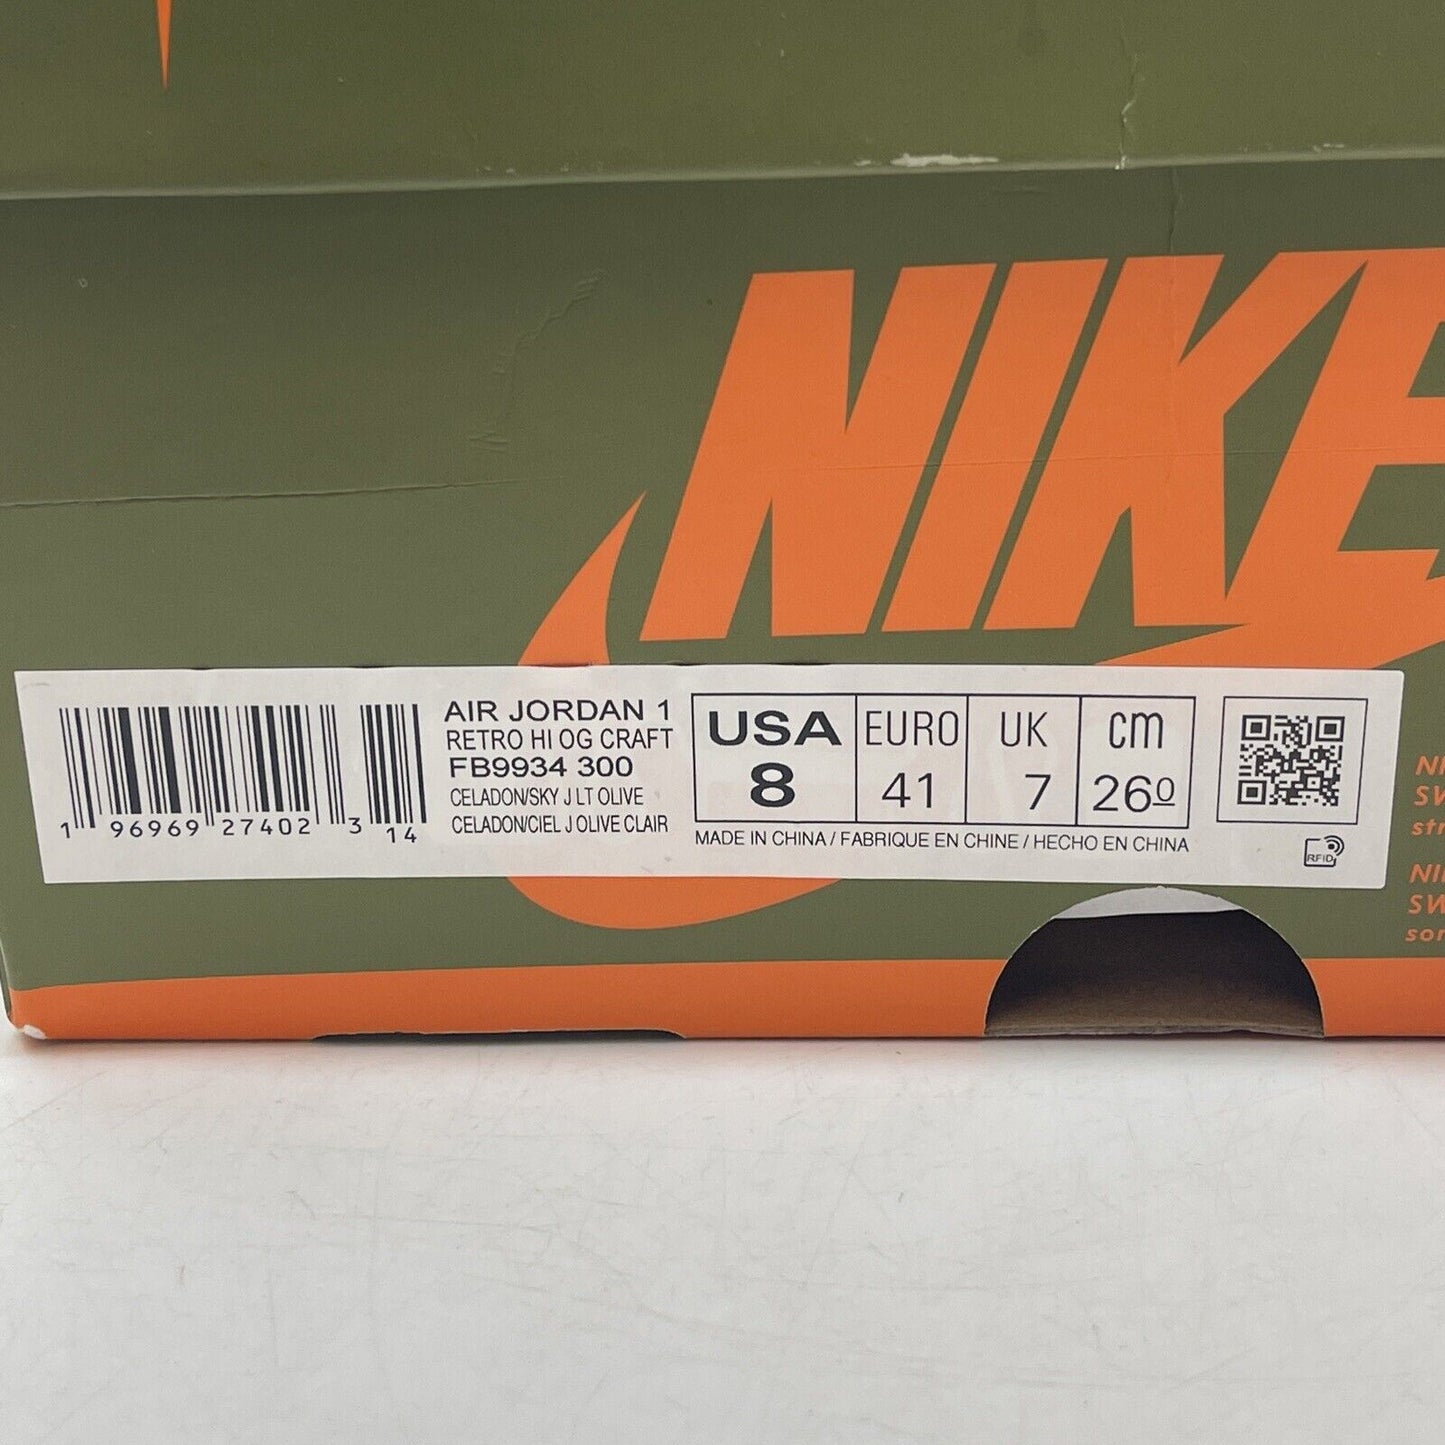 NIKE
AIR JORDAN 1
RETRO HI OG CRAFT
FB9934 300
CELADON/SKY J LT OLIVE
CELADON/CIEL J OLIVE CLAIR
1 96969 27402 3 14
USA EURO UK cm
8 41 7 26⁰
MADE IN CHINA / FABRIQUE EN CHINE / HECHO EN CHINA
RFID